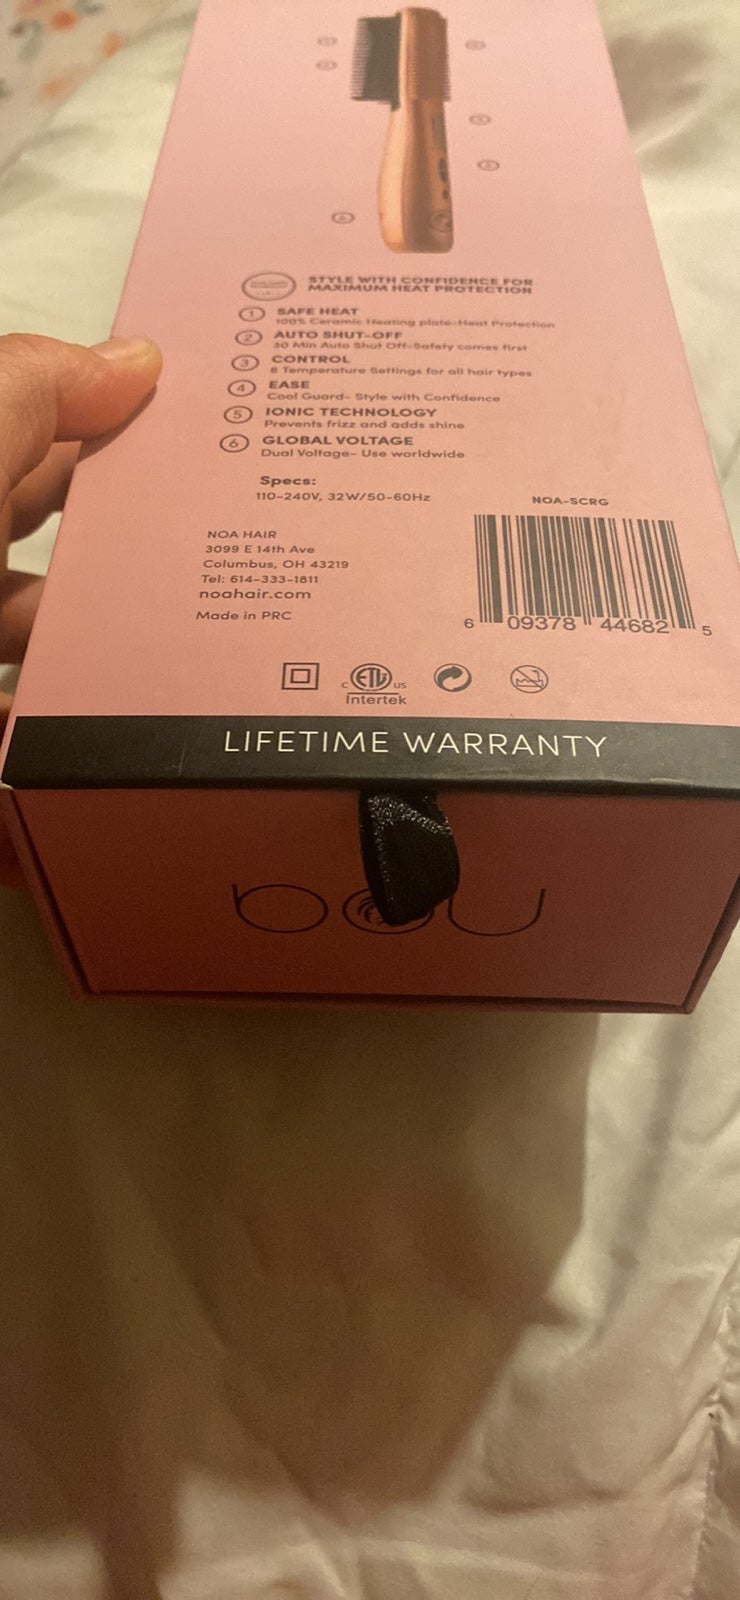 STYLE WITH CONFIDENCE FOR
MAXIMUM HEAT PROTECTION
1 SAFE HEAT
100% Ceramic Heating plate-Heat Protection
2 AUTO SHUT-OFF
30 Min Auto Shut Off-Safety comes first
3 CONTROL
6 Temperature Settings for all hair types
4 EASE
Cool Guard- Style with Confidence
5 IONIC TECHNOLOGY
Prevents frizz and adds shine
6 GLOBAL VOLTAGE
Dual Voltage- Use worldwide
Specs:
110-240V, 32W/50-60Hz
NOA HAIR
3099 E 14th Ave
Columbus, OH 43219
Tel: 614-333-1811
noahair.com
Made in PRC
NOA-SCRG
6 09378 44682 5
C ETL US
Intertek
LIFETIME WARRANTY
noa